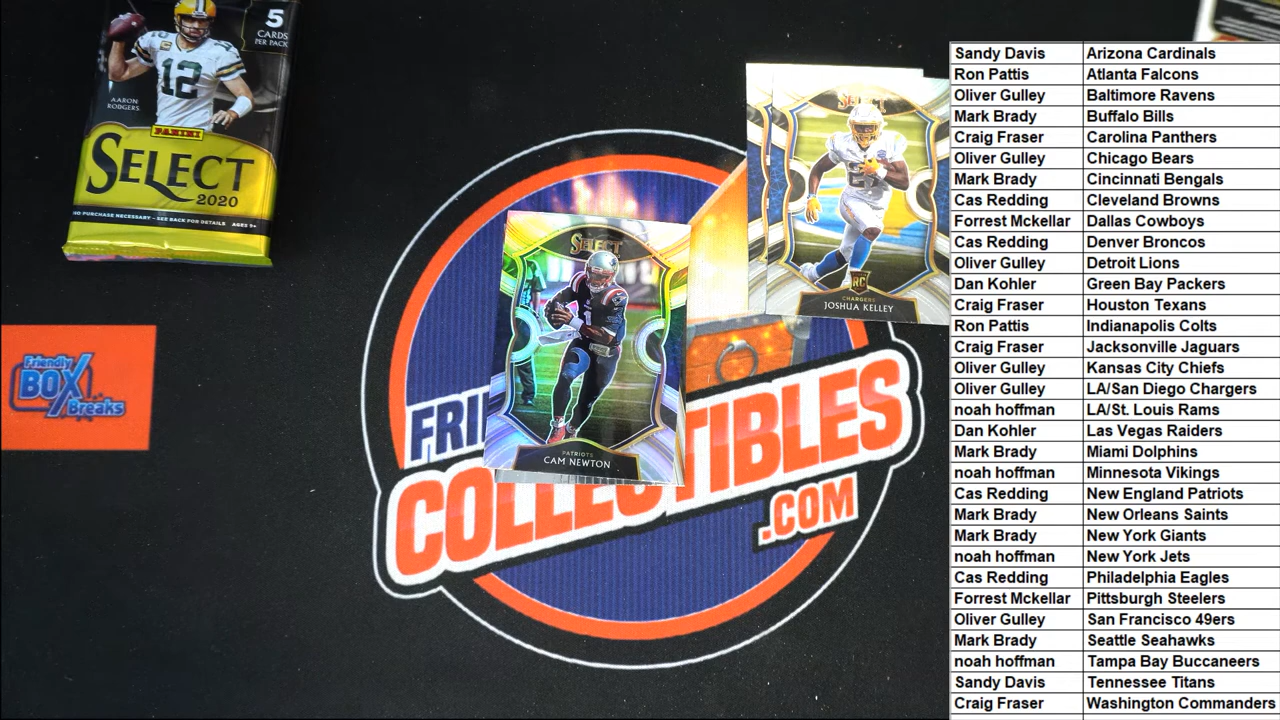 5
CARDS
PER PACK
12
AARON
RODGERS
PANINI
SELECT
2020
NO PURCHASE NECESSARY – SEE BACK FOR DETAILS AGES 9+
Friendly
BOX
Breaks
SELECT
PATRIOTS
CAM NEWTON
SELECT
RC
CHARGERS
JOSHUA KELLEY
FRI
COLLECTIBLES
.COM
Sandy Davis Arizona Cardinals
Ron Pattis Atlanta Falcons
Oliver Gulley Baltimore Ravens
Mark Brady Buffalo Bills
Craig Fraser Carolina Panthers
Oliver Gulley Chicago Bears
Mark Brady Cincinnati Bengals
Cas Redding Cleveland Browns
Forrest Mckellar Dallas Cowboys
Cas Redding Denver Broncos
Oliver Gulley Detroit Lions
Dan Kohler Green Bay Packers
Craig Fraser Houston Texans
Ron Pattis Indianapolis Colts
Craig Fraser Jacksonville Jaguars
Oliver Gulley Kansas City Chiefs
Oliver Gulley LA/San Diego Chargers
noah hoffman LA/St. Louis Rams
Dan Kohler Las Vegas Raiders
Mark Brady Miami Dolphins
noah hoffman Minnesota Vikings
Cas Redding New England Patriots
Mark Brady New Orleans Saints
Mark Brady New York Giants
noah hoffman New York Jets
Cas Redding Philadelphia Eagles
Forrest Mckellar Pittsburgh Steelers
Oliver Gulley San Francisco 49ers
Mark Brady Seattle Seahawks
noah hoffman Tampa Bay Buccaneers
Sandy Davis Tennessee Titans
Craig Fraser Washington Commanders